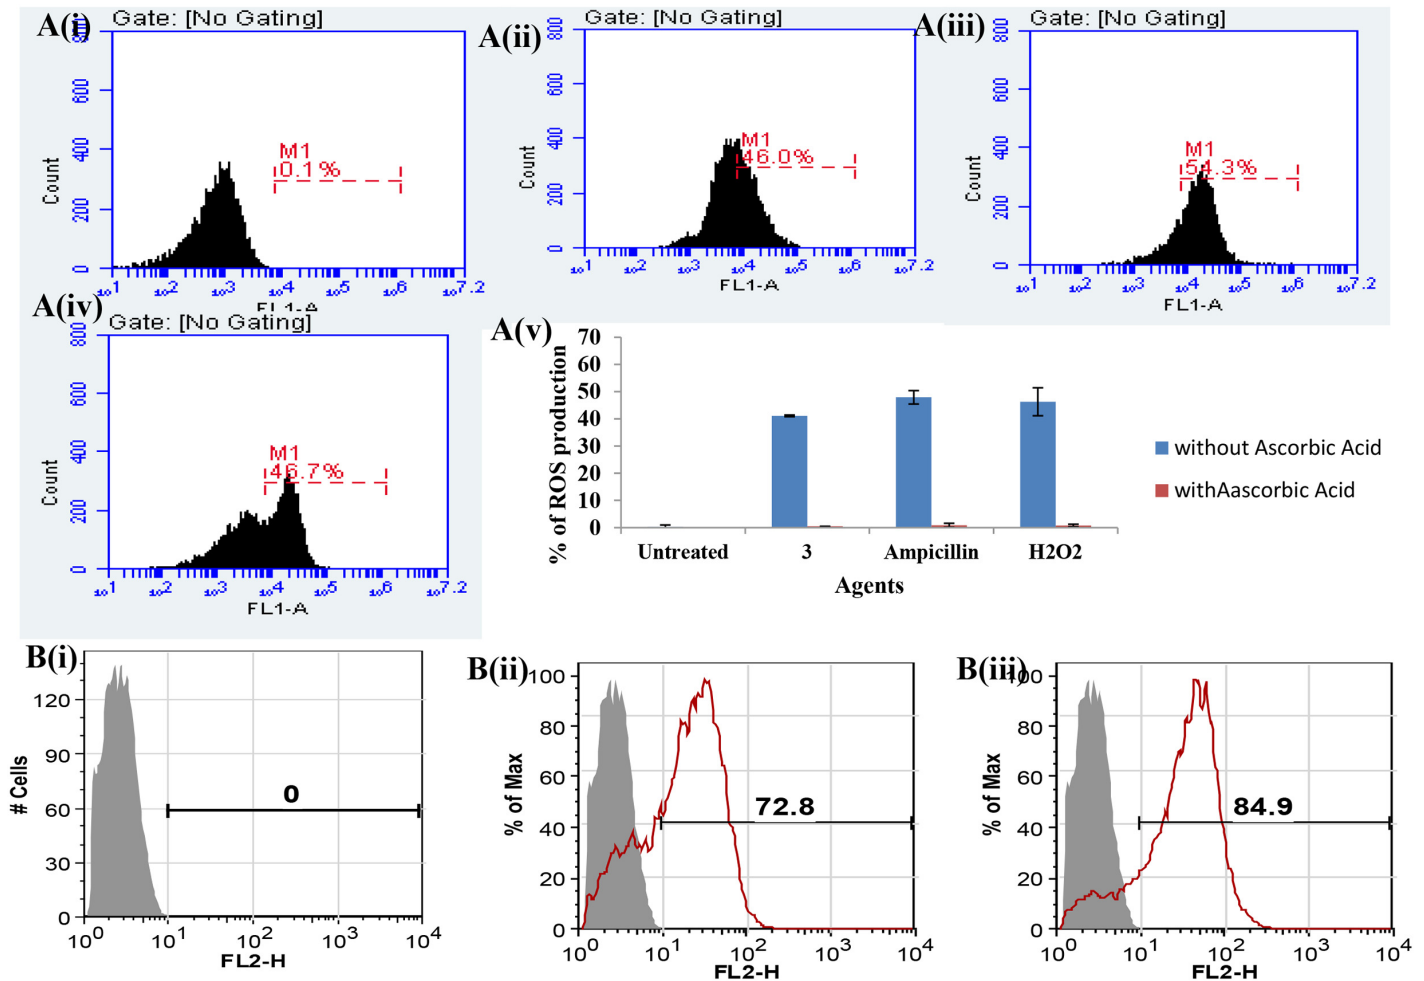 A(i) Gate: [No Gating]
800
600
400
200
0
Count
M1
0.1%
10^1 10^2 10^3 10^4 10^5 10^6 10^7.2
FL1-A
A(ii) Gate: [No Gating]
800
600
400
200
0
Count
M1
46.0%
10^1 10^2 10^3 10^4 10^5 10^6 10^7.2
FL1-A
A(iii) Gate: [No Gating]
800
600
400
200
0
Count
M1
54.3%
10^1 10^2 10^3 10^4 10^5 10^6 10^7.2
FL1-A
A(iv) Gate: [No Gating]
800
600
400
200
0
Count
M1
46.7%
10^1 10^2 10^3 10^4 10^5 10^6 10^7.2
FL1-A
A(v)
% of ROS production
70
60
50
40
30
20
10
0
Untreated 3 Ampicillin H2O2
Agents
without Ascorbic Acid
withAascorbic Acid
B(i)
# Cells
120
90
60
30
0
0
10^0 10^1 10^2 10^3 10^4
FL2-H
B(ii)
% of Max
100
80
60
40
20
0
72.8
10^0 10^1 10^2 10^3 10^4
FL2-H
B(iii)
% of Max
100
80
60
40
20
0
84.9
10^0 10^1 10^2 10^3 10^4
FL2-H